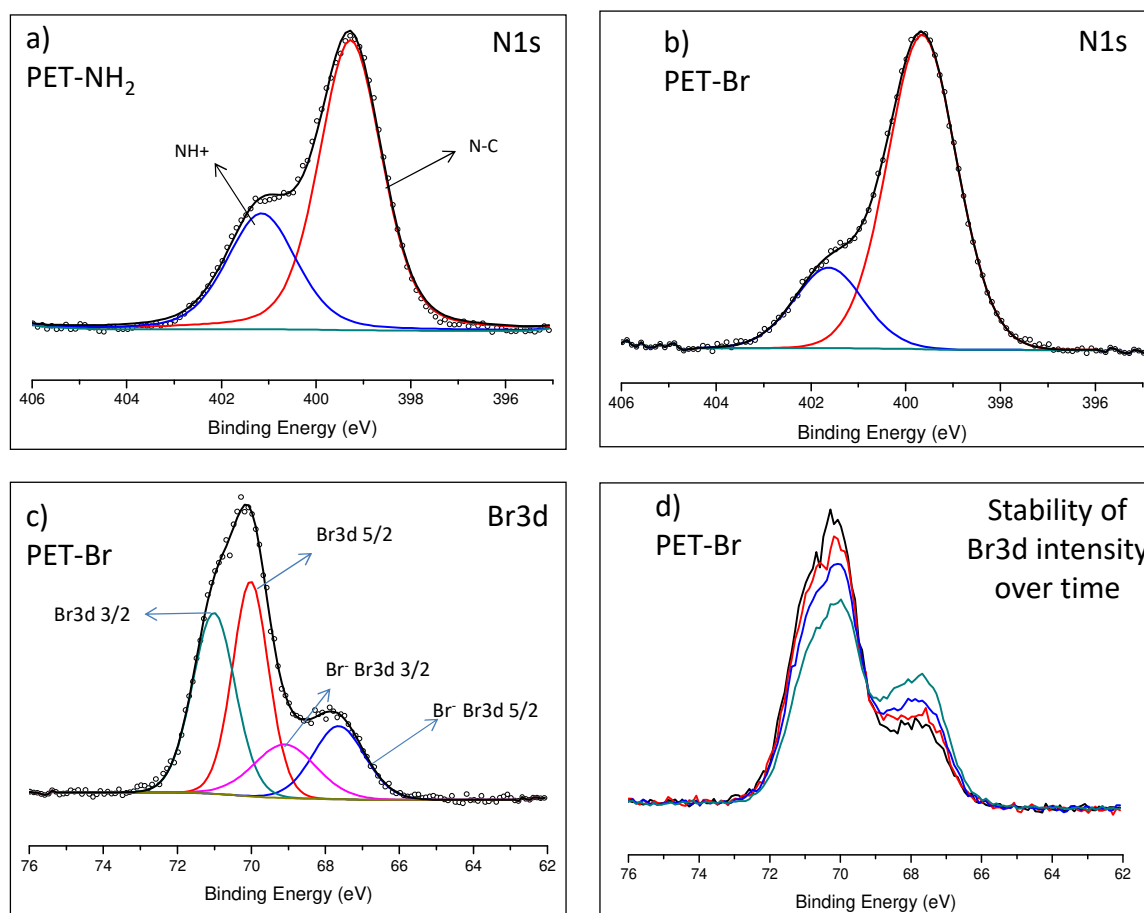 a)
N1s
PET-NH₂
NH+
N-C
406 404 402 400 398 396
Binding Energy (eV)
b)
N1s
PET-Br
406 404 402 400 398 396
Binding Energy (eV)
c)
Br3d
PET-Br
Br3d 5/2
Br3d 3/2
Br⁻ Br3d 3/2
Br⁻ Br3d 5/2
76 74 72 70 68 66 64 62
Binding Energy (eV)
d)
PET-Br
Stability of
Br3d intensity
over time
76 74 72 70 68 66 64 62
Binding Energy (eV)